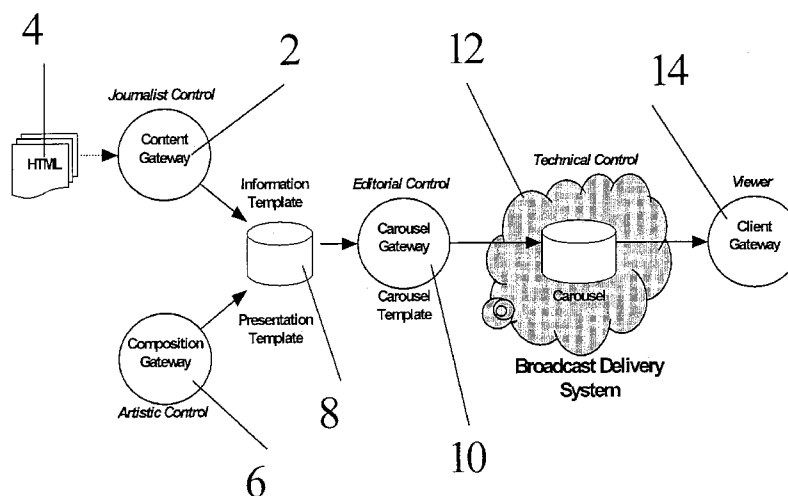 4
2
12
14
Journalist Control
Content
Gateway
HTML
Information
Template
Editorial Control
Technical Control
Viewer
Carousel
Gateway
Client
Gateway
Carousel
Template
Carousel
Presentation
Template
Composition
Gateway
Artistic Control
Broadcast Delivery
System
8
10
6